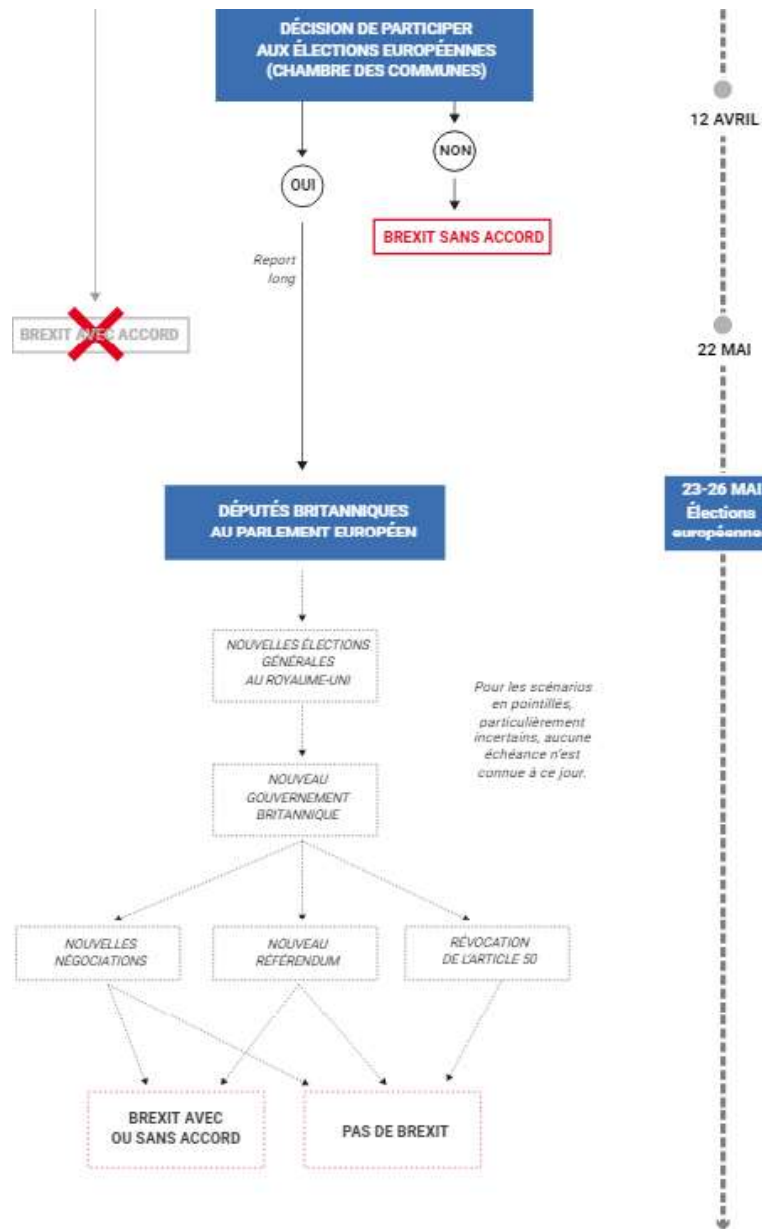 DÉCISION DE PARTICIPER
AUX ÉLECTIONS EUROPÉENNES
(CHAMBRE DES COMMUNES)
12 AVRIL
NON
OUI
BREXIT SANS ACCORD
Report
long
BREXIT AVEC ACCORD
22 MAI
DÉPUTÉS BRITANNIQUES
AU PARLEMENT EUROPÉEN
23-26 MAI
Élections
européennes
NOUVELLES ÉLECTIONS
GÉNÉRALES
AU ROYAUME-UNI
Pour les scénarios
en pointillés,
particulièrement
incertains, aucune
échéance n'est
connue à ce jour.
NOUVEAU
GOUVERNEMENT
BRITANNIQUE
NOUVELLES
NÉGOCIATIONS
NOUVEAU
RÉFÉRENDUM
RÉVOCATION
DE L'ARTICLE 50
BREXIT AVEC
OU SANS ACCORD
PAS DE BREXIT